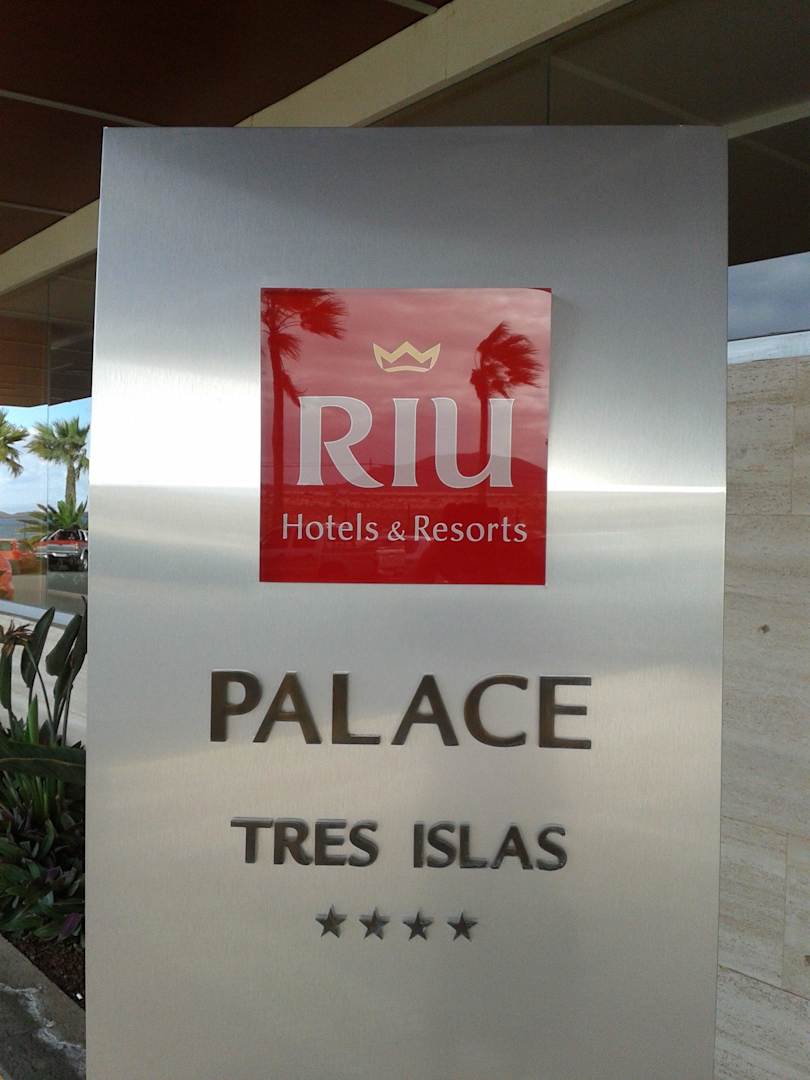 RIU
Hotels & Resorts
PALACE
TRES ISLAS